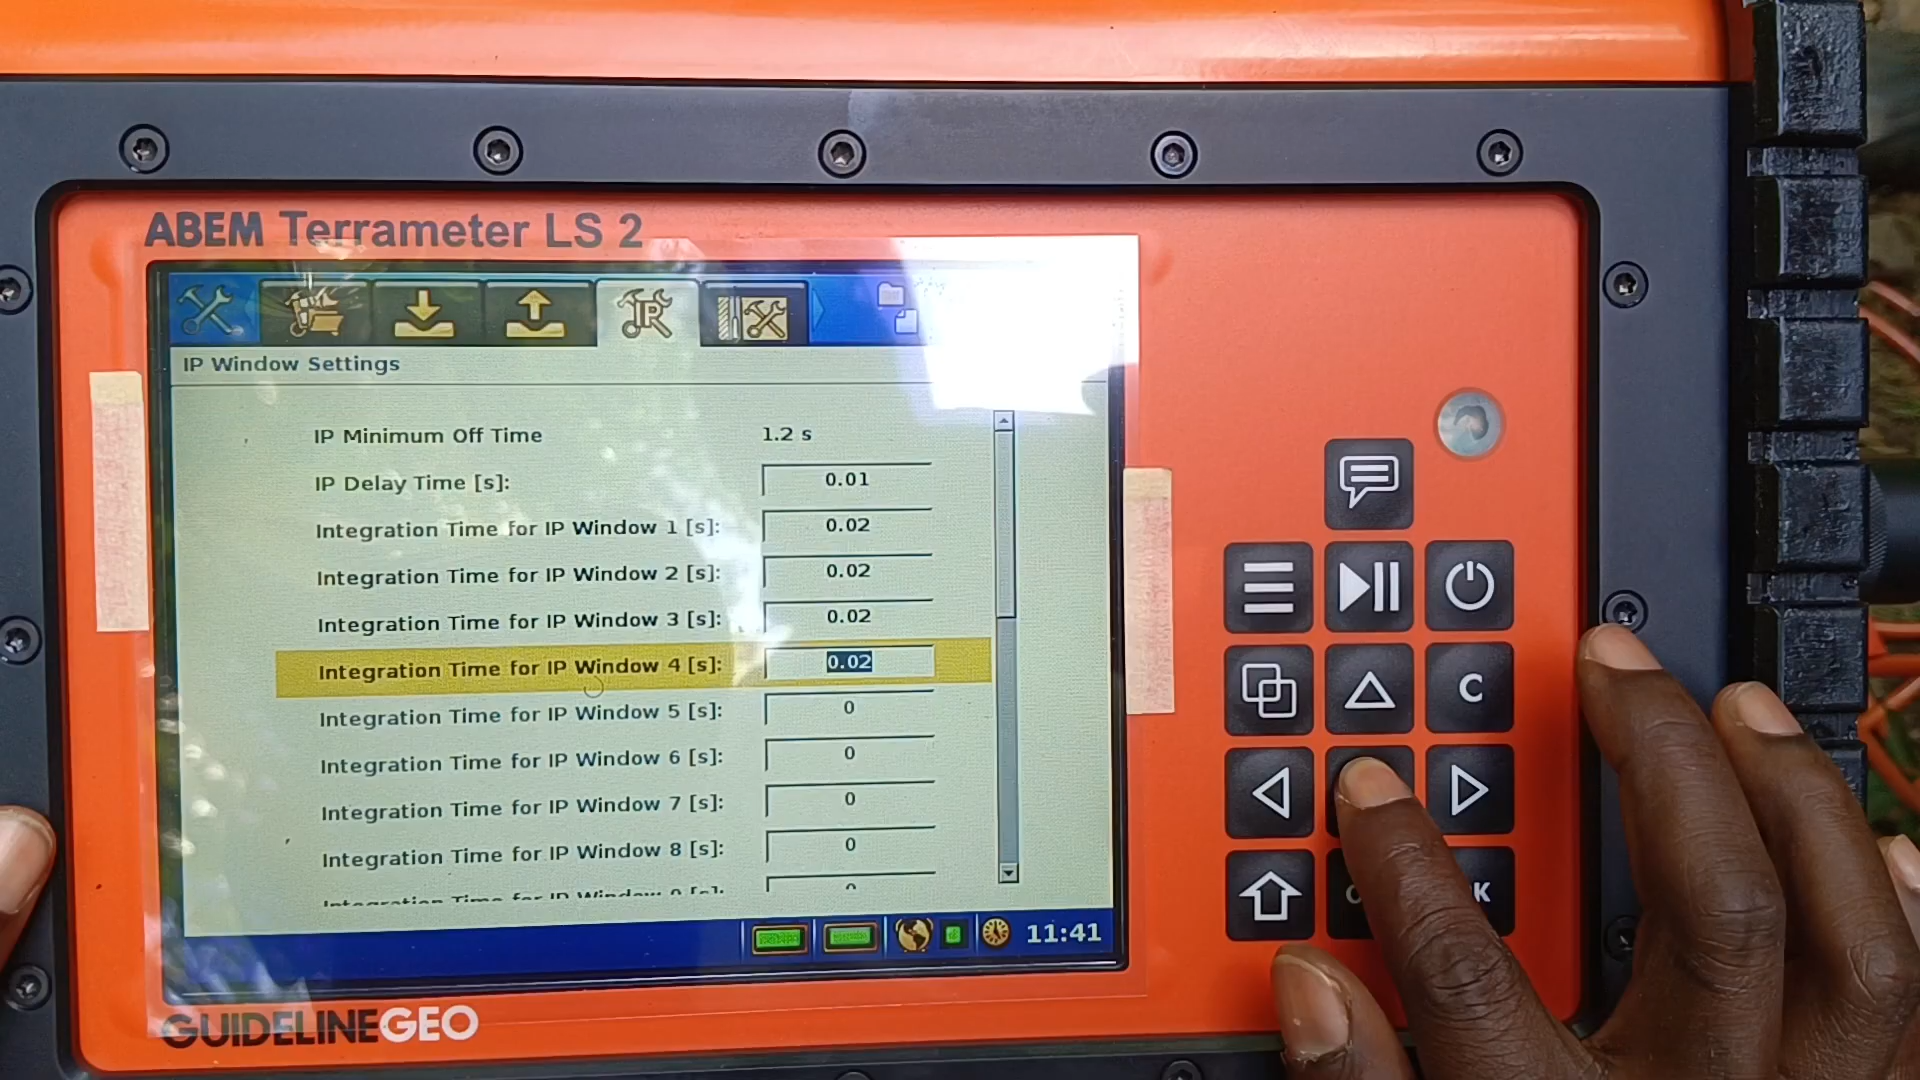 ABEM Terrameter LS 2
IP
IP Window Settings
IP Minimum Off Time 1.2 s
IP Delay Time [s]: 0.01
Integration Time for IP Window 1 [s]: 0.02
Integration Time for IP Window 2 [s]: 0.02
Integration Time for IP Window 3 [s]: 0.02
Integration Time for IP Window 4 [s]: 0.02
Integration Time for IP Window 5 [s]: 0
Integration Time for IP Window 6 [s]: 0
Integration Time for IP Window 7 [s]: 0
Integration Time for IP Window 8 [s]: 0
Integration Time for IP Window
11:41
C
GUIDELINEGEO